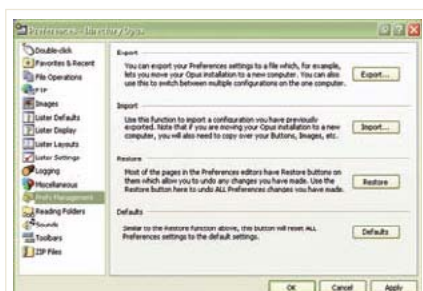 Preferences - Directory Opus
Double-click
Favorites & Recent
File Operations
FTP
Images
Lister Defaults
Lister Display
Lister Layouts
Lister Settings
Logging
Miscellaneous
Prefs Management
Reading Folders
Sounds
Toolbars
ZIP Files
Export
You can export your Preferences settings to a file which, for example,
lets you move your Opus installation to a new computer. You can also
use this to switch between multiple configurations on the one computer.
Export...
Import
Use this function to import a configuration you have previously
exported. Note that if you are moving your Opus installation to a new
computer, you will also need to copy over your Buttons, Images, etc.
Import...
Restore
Most of the pages in the Preferences editors have Restore buttons on
them which allow you to undo any changes you have made. Use the
Restore button here to undo ALL Preferences changes you have made.
Restore
Defaults
Similar to the Restore function above, this button will reset ALL
Preferences settings to the default settings.
Defaults
OK
Cancel
Apply